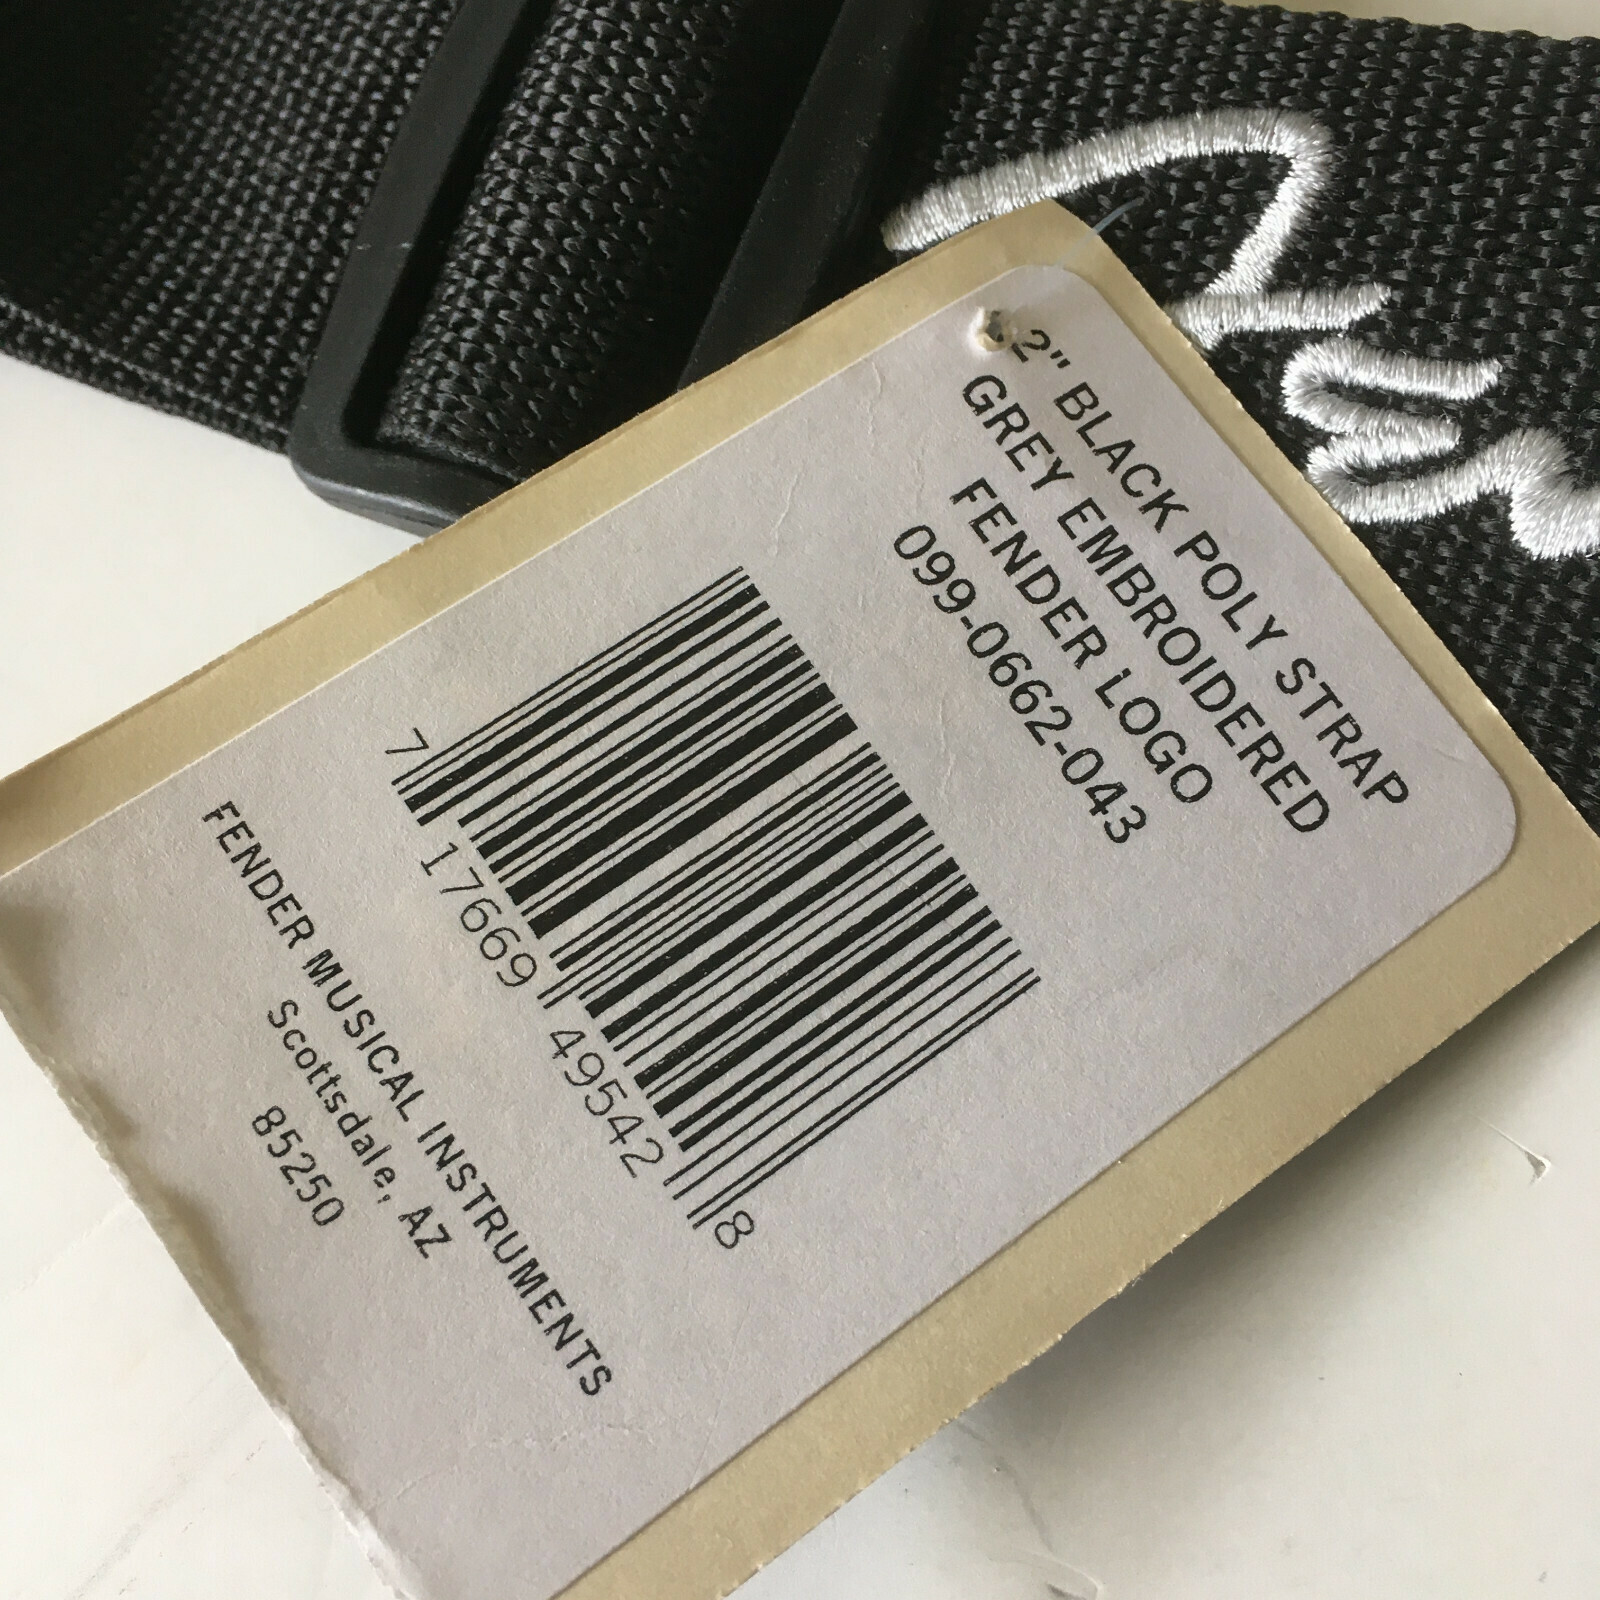 2" BLACK POLY STRAP
GREY EMBROIDERED
FENDER LOGO
099-0662-043
7 17669 49542 8
FENDER MUSICAL INSTRUMENTS
Scottsdale, AZ
85250